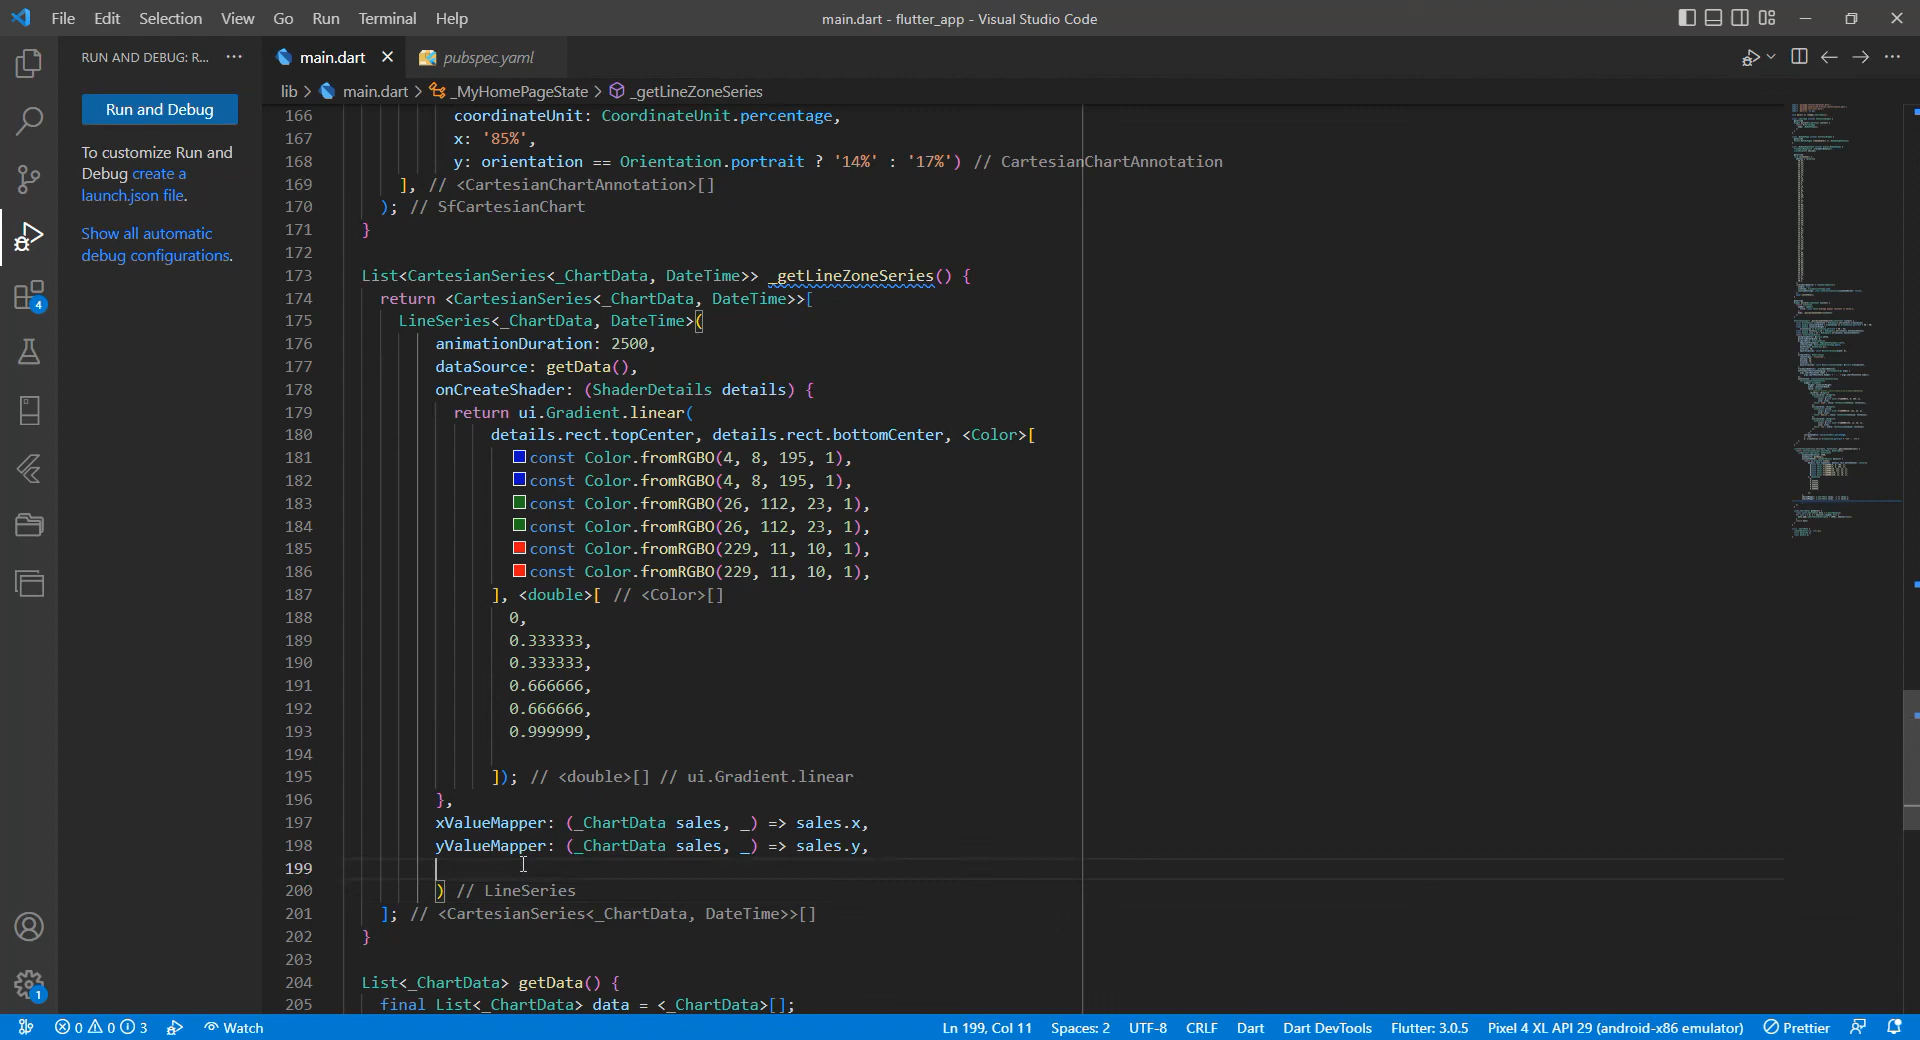 File Edit Selection View Go Run Terminal Help
main.dart - flutter_app - Visual Studio Code
RUN AND DEBUG: R... ···
main.dart
pubspec.yaml
lib > main.dart > _MyHomePageState > _getLineZoneSeries
Run and Debug
To customize Run and
Debug create a
launch.json file.
Show all automatic
debug configurations.
4
1
166 coordinateUnit: CoordinateUnit.percentage,
167 x: '85%',
168 y: orientation == Orientation.portrait ? '14%' : '17%') // CartesianChartAnnotation
169 ], // <CartesianChartAnnotation>[]
170 ); // SfCartesianChart
171 }
172
173 List<CartesianSeries<_ChartData, DateTime>> _getLineZoneSeries() {
174 return <CartesianSeries<_ChartData, DateTime>>[
175 LineSeries<_ChartData, DateTime>(
176 animationDuration: 2500,
177 dataSource: getData(),
178 onCreateShader: (ShaderDetails details) {
179 return ui.Gradient.linear(
180 details.rect.topCenter, details.rect.bottomCenter, <Color>[
181 const Color.fromRGBO(4, 8, 195, 1),
182 const Color.fromRGBO(4, 8, 195, 1),
183 const Color.fromRGBO(26, 112, 23, 1),
184 const Color.fromRGBO(26, 112, 23, 1),
185 const Color.fromRGBO(229, 11, 10, 1),
186 const Color.fromRGBO(229, 11, 10, 1),
187 ], <double>[ // <Color>[]
188 0,
189 0.333333,
190 0.333333,
191 0.666666,
192 0.666666,
193 0.999999,
194
195 ]); // <double>[] // ui.Gradient.linear
196 },
197 xValueMapper: (_ChartData sales, _) => sales.x,
198 yValueMapper: (_ChartData sales, _) => sales.y,
199
200 ) // LineSeries
201 ]; // <CartesianSeries<_ChartData, DateTime>>[]
202 }
203
204 List<_ChartData> getData() {
205 final List<_ChartData> data = <_ChartData>[];
0 0 3 Watch Ln 199, Col 11 Spaces: 2 UTF-8 CRLF Dart Dart DevTools Flutter: 3.0.5 Pixel 4 XL API 29 (android-x86 emulator) Prettier